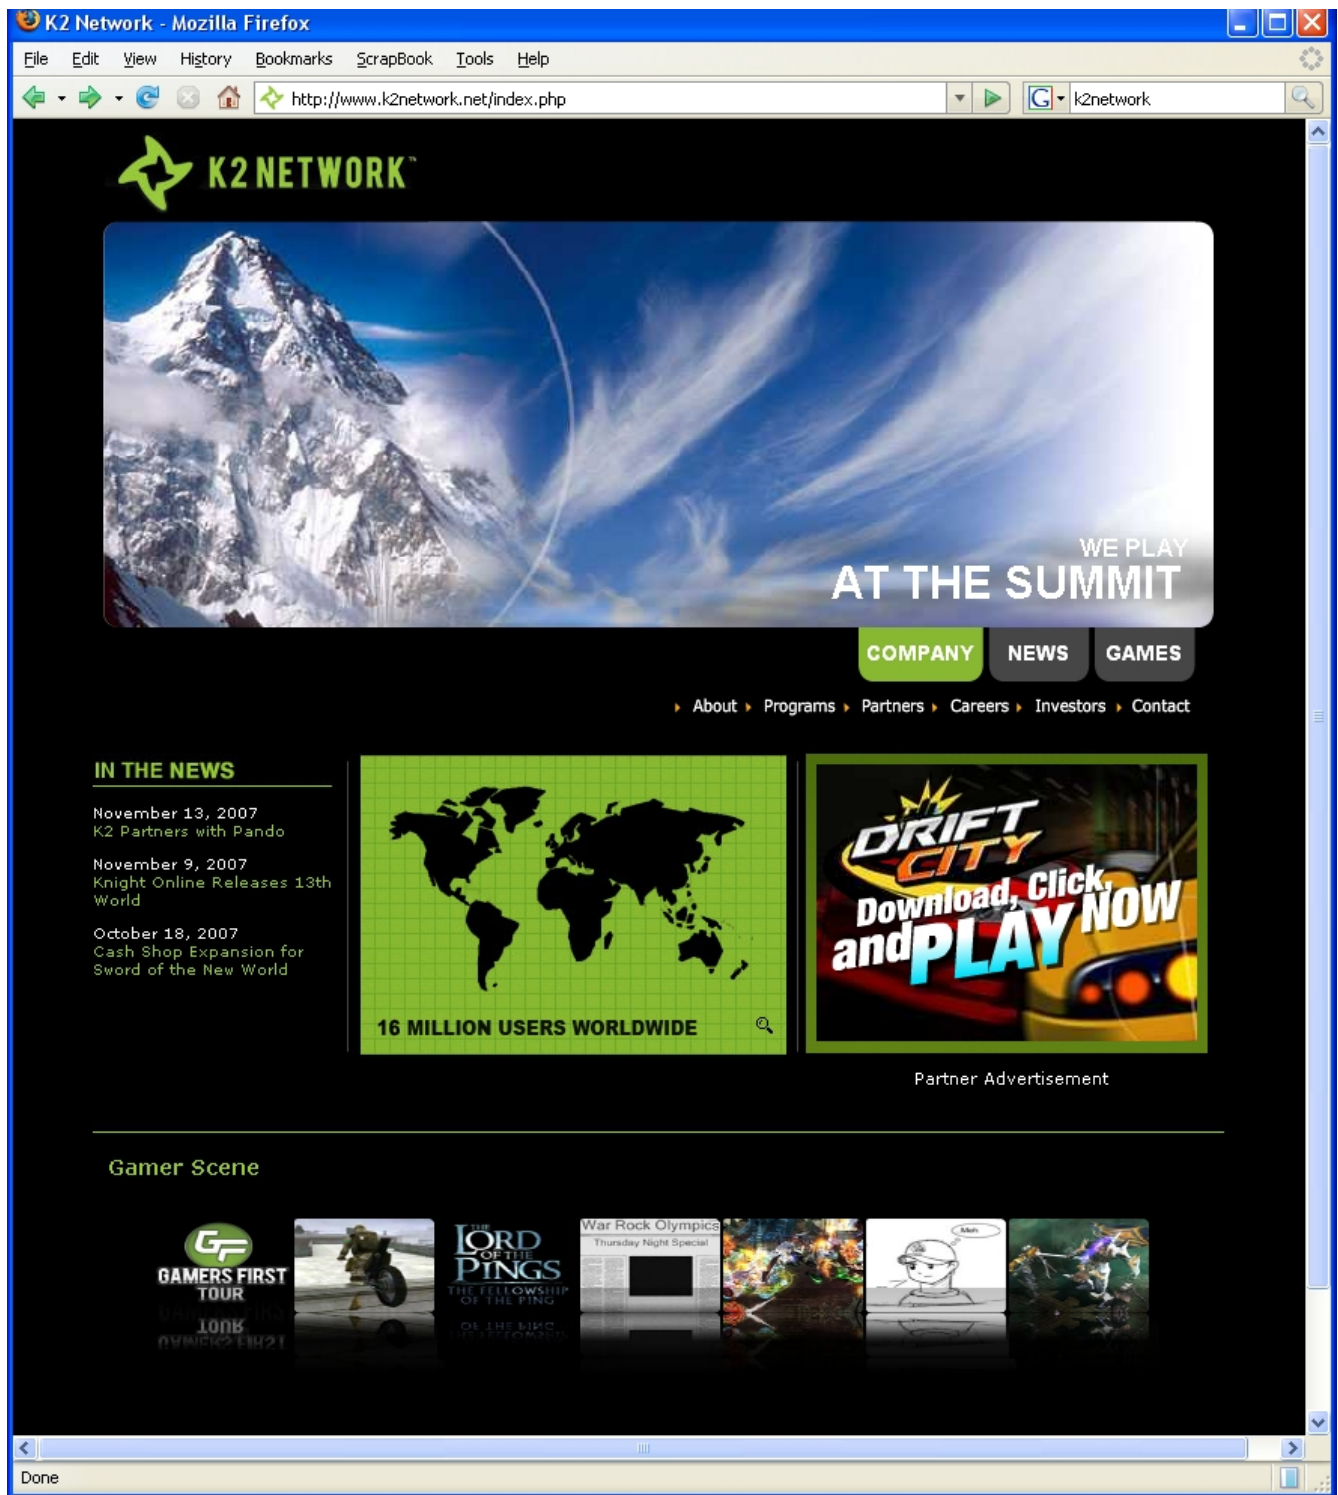 K2 Network - Mozilla Firefox
File Edit View History Bookmarks ScrapBook Tools Help
http://www.k2network.net/index.php
G
k2network
K2 NETWORK™
WE PLAY
AT THE SUMMIT
COMPANY NEWS GAMES
About Programs Partners Careers Investors Contact
IN THE NEWS
November 13, 2007
K2 Partners with Pando
November 9, 2007
Knight Online Releases 13th
World
October 18, 2007
Cash Shop Expansion for
Sword of the New World
16 MILLION USERS WORLDWIDE
DRIFT
CITY
Download, Click,
and PLAY NOW
Partner Advertisement
Gamer Scene
GF
GAMERS FIRST
TOUR
THE
LORD
OF THE
PINGS
THE FELLOWSHIP
OF THE PING
War Rock Olympics
Thursday Night Special
Meh
Done